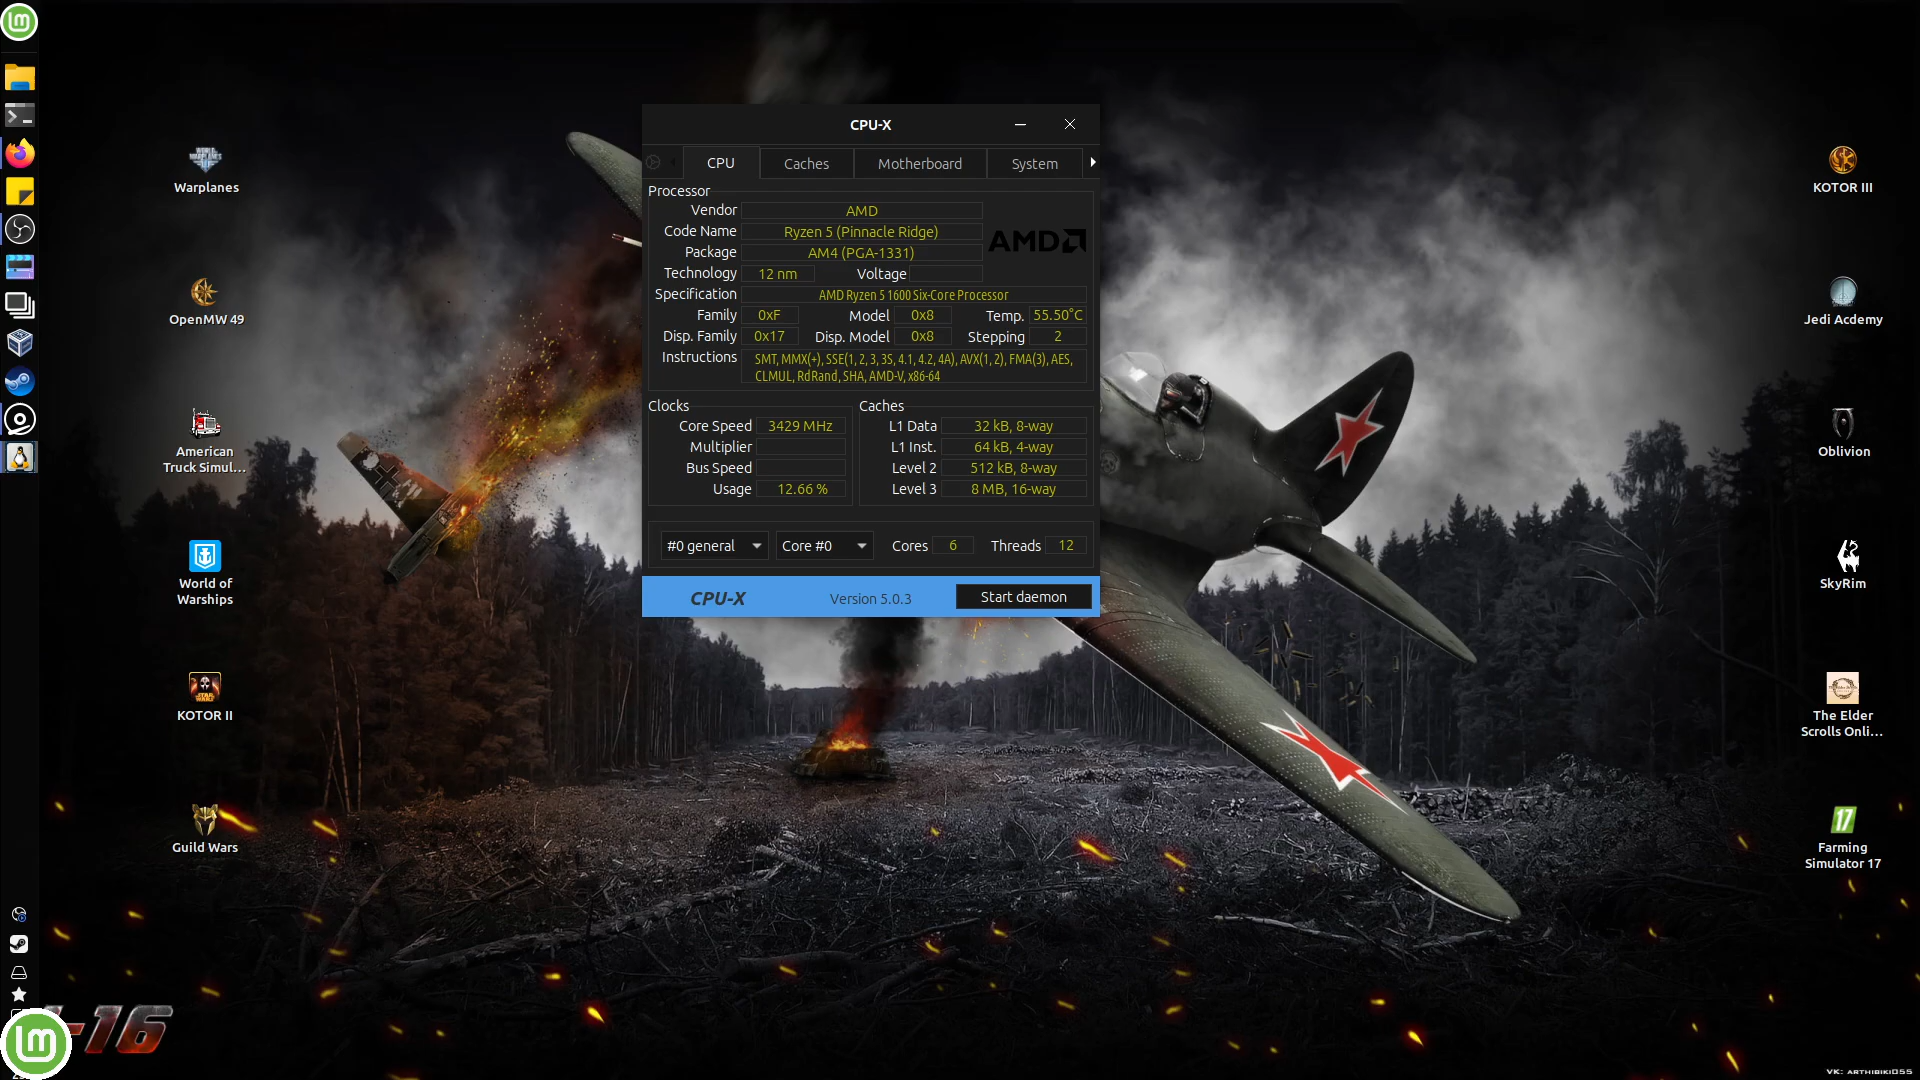 CPU-X
CPU
Caches
Motherboard
System
Processor
Vendor AMD
Code Name Ryzen 5 (Pinnacle Ridge)
Package AM4 (PGA-1331)
Technology 12 nm Voltage
Specification AMD Ryzen 5 1600 Six-Core Processor
Family 0xF Model 0x8 Temp. 55.50°C
Disp. Family 0x17 Disp. Model 0x8 Stepping 2
Instructions SMT, MMX(+), SSE(1, 2, 3, 3S, 4.1, 4.2, 4A), AVX(1, 2), FMA(3), AES,
CLMUL, RdRand, SHA, AMD-V, x86-64
AMD
Clocks
Core Speed 3429 MHz
Multiplier
Bus Speed
Usage 12.66 %
Caches
L1 Data 32 kB, 8-way
L1 Inst. 64 kB, 4-way
Level 2 512 kB, 8-way
Level 3 8 MB, 16-way
#0 general Core #0 Cores 6 Threads 12
CPU-X Version 5.0.3 Start daemon
Warplanes
OpenMW 49
American
Truck Simul...
World of
Warships
KOTOR II
Guild Wars
KOTOR III
Jedi Acdemy
Oblivion
SkyRim
The Elder
Scrolls Onli...
17
Farming
Simulator 17
-16
VK: ARTHIBIKI055